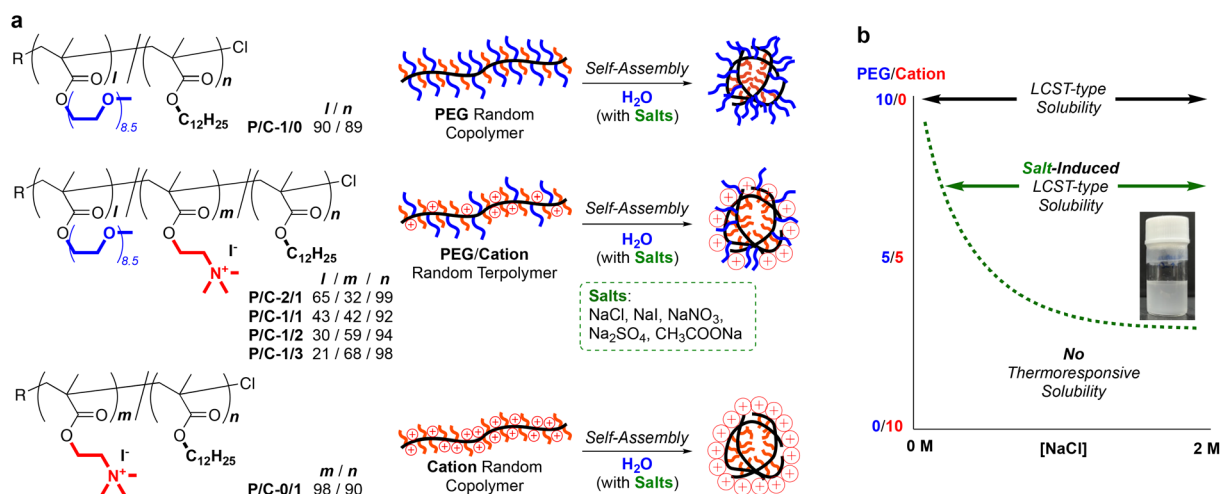 a
R
l
n
Cl
O
O
O
O
O
8.5
C12H25
l / n
P/C-1/0 90 / 89
PEG Random
Copolymer
Self-Assembly
H2O
(with Salts)
R
l
m
n
Cl
O
O
O
O
O
O
O
8.5
I-
N+
C12H25
l / m / n
P/C-2/1 65 / 32 / 99
P/C-1/1 43 / 42 / 92
P/C-1/2 30 / 59 / 94
P/C-1/3 21 / 68 / 98
PEG/Cation
Random Terpolymer
Self-Assembly
H2O
(with Salts)
Salts:
NaCl, NaI, NaNO3,
Na2SO4, CH3COONa
R
m
n
Cl
O
O
O
O
I-
N+
C12H25
m / n
P/C-0/1 98 / 90
Cation Random
Copolymer
Self-Assembly
H2O
(with Salts)
b
PEG/Cation
10/0
LCST-type
Solubility
Salt-Induced
LCST-type
Solubility
5/5
No
Thermoresponsive
Solubility
0/10
0 M
[NaCl]
2 M